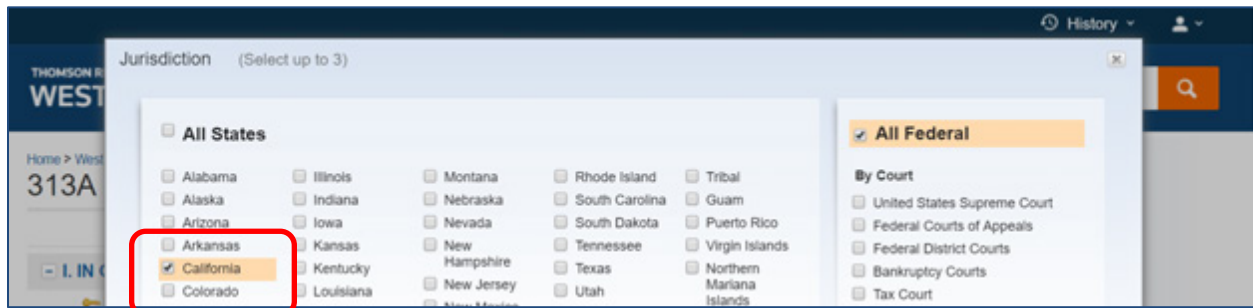 History
Jurisdiction (Select up to 3)
THOMSON R
WEST
All States
All Federal
Home > West
313A
Alabama Illinois Montana Rhode Island Tribal
By Court
Alaska Indiana Nebraska South Carolina Guam
United States Supreme Court
Arizona Iowa Nevada South Dakota Puerto Rico
Federal Courts of Appeals
Arkansas Kansas New Hampshire Tennessee Virgin Islands
Federal District Courts
I. IN
California Kentucky Texas Northern Mariana Islands
Bankruptcy Courts
Colorado Louisiana New Jersey Utah
Tax Court
New Mexico